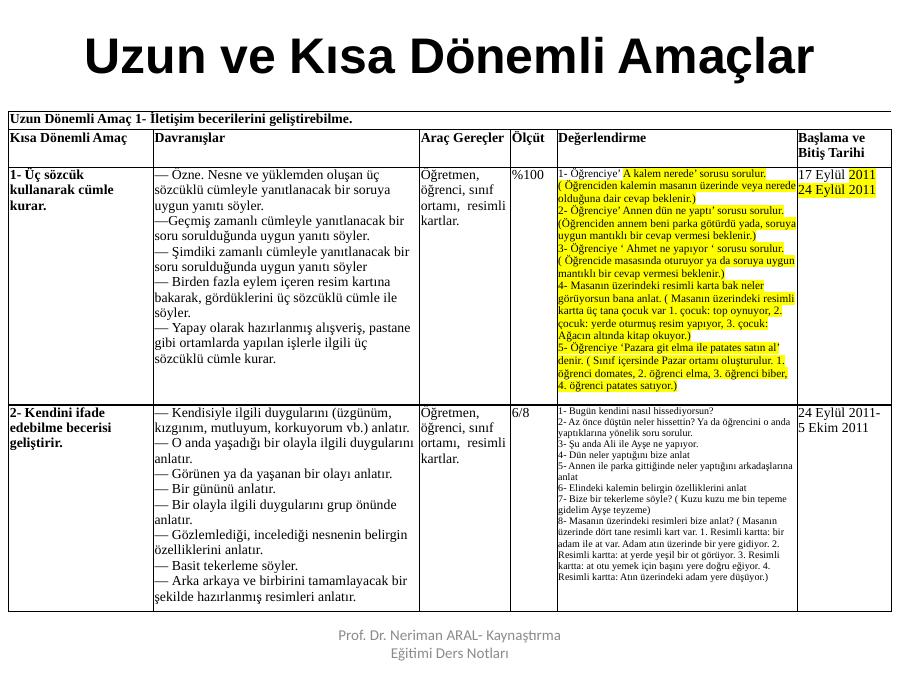 Uzun ve Kısa Dönemli Amaçlar
Uzun Dönemli Amaç 1- İletişim becerilerini geliştirebilme.
Kısa Dönemli Amaç
Davranışlar
Araç Gereçler
Ölçüt
Değerlendirme
Başlama ve
Bitiş Tarihi
1- Üç sözcük
kullanarak cümle
kurar.
— Özne. Nesne ve yüklemden oluşan üç
sözcüklü cümleyle yanıtlanacak bir soruya
uygun yanıtı söyler.
—Geçmiş zamanlı cümleyle yanıtlanacak bir
soru sorulduğunda uygun yanıtı söyler.
— Şimdiki zamanlı cümleyle yanıtlanacak bir
soru sorulduğunda uygun yanıtı söyler
— Birden fazla eylem içeren resim kartına
bakarak, gördüklerini üç sözcüklü cümle ile
söyler.
— Yapay olarak hazırlanmış alışveriş, pastane
gibi ortamlarda yapılan işlerle ilgili üç
sözcüklü cümle kurar.
Öğretmen,
öğrenci, sınıf
ortamı, resimli
kartlar.
%100
1- Öğrenciye' A kalem nerede' sorusu sorulur.
( Öğrenciden kalemin masanın üzerinde veya nerede
olduğuna dair cevap beklenir.)
2- Öğrenciye' Annen dün ne yaptı' sorusu sorulur.
(Öğrenciden annem beni parka götürdü yada, soruya
uygun mantıklı bir cevap vermesi beklenir.)
3- Öğrenciye ' Ahmet ne yapıyor ' sorusu sorulur.
( Öğrencide masasında oturuyor ya da soruya uygun
mantıklı bir cevap vermesi beklenir.)
4- Masanın üzerindeki resimli karta bak neler
görüyorsun bana anlat. ( Masanın üzerindeki resimli
kartta üç tana çocuk var 1. çocuk: top oynuyor, 2.
çocuk: yerde oturmuş resim yapıyor, 3. çocuk:
Ağacın altında kitap okuyor.)
5- Öğrenciye 'Pazara git elma ile patates satın al'
denir. ( Sınıf içersinde Pazar ortamı oluşturulur. 1.
öğrenci domates, 2. öğrenci elma, 3. öğrenci biber,
4. öğrenci patates satıyor.)
17 Eylül 2011
24 Eylül 2011
2- Kendini ifade
edebilme becerisi
geliştirir.
— Kendisiyle ilgili duygularını (üzgünüm,
kızgınım, mutluyum, korkuyorum vb.) anlatır.
— O anda yaşadığı bir olayla ilgili duygularını
anlatır.
— Görünen ya da yaşanan bir olayı anlatır.
— Bir gününü anlatır.
— Bir olayla ilgili duygularını grup önünde
anlatır.
— Gözlemlediği, incelediği nesnenin belirgin
özelliklerini anlatır.
— Basit tekerleme söyler.
— Arka arkaya ve birbirini tamamlayacak bir
şekilde hazırlanmış resimleri anlatır.
Öğretmen,
öğrenci, sınıf
ortamı, resimli
kartlar.
6/8
1- Bugün kendini nasıl hissediyorsun?
2- Az önce düştün neler hissettin? Ya da öğrencini o anda
yaptıklarına yönelik soru sorulur.
3- Şu anda Ali ile Ayşe ne yapıyor.
4- Dün neler yaptığını bize anlat
5- Annen ile parka gittiğinde neler yaptığını arkadaşlarına
anlat
6- Elindeki kalemin belirgin özelliklerini anlat
7- Bize bir tekerleme söyle? ( Kuzu kuzu me bin tepeme
gidelim Ayşe teyzeme)
8- Masanın üzerindeki resimleri bize anlat? ( Masanın
üzerinde dört tane resimli kart var. 1. Resimli kartta: bir
adam ile at var. Adam atın üzerinde bir yere gidiyor. 2.
Resimli kartta: at yerde yeşil bir ot görüyor. 3. Resimli
kartta: at otu yemek için başını yere doğru eğiyor. 4.
Resimli kartta: Atın üzerindeki adam yere düşüyor.)
24 Eylül 2011-
5 Ekim 2011
Prof. Dr. Neriman ARAL- Kaynaştırma
Eğitimi Ders Notları